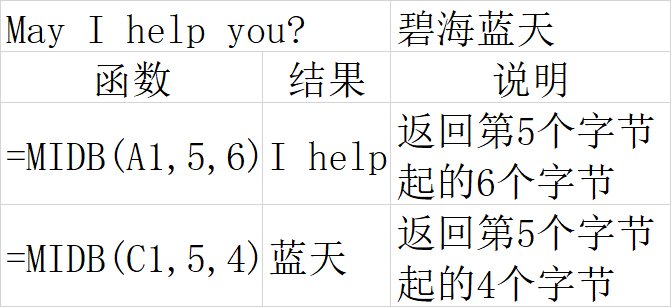 May I help you? 碧海蓝天
函数 结果 说明
=MIDB(A1,5,6) I help 返回第5个字节
起的6个字节
=MIDB(C1,5,4) 蓝天 返回第5个字节
起的4个字节